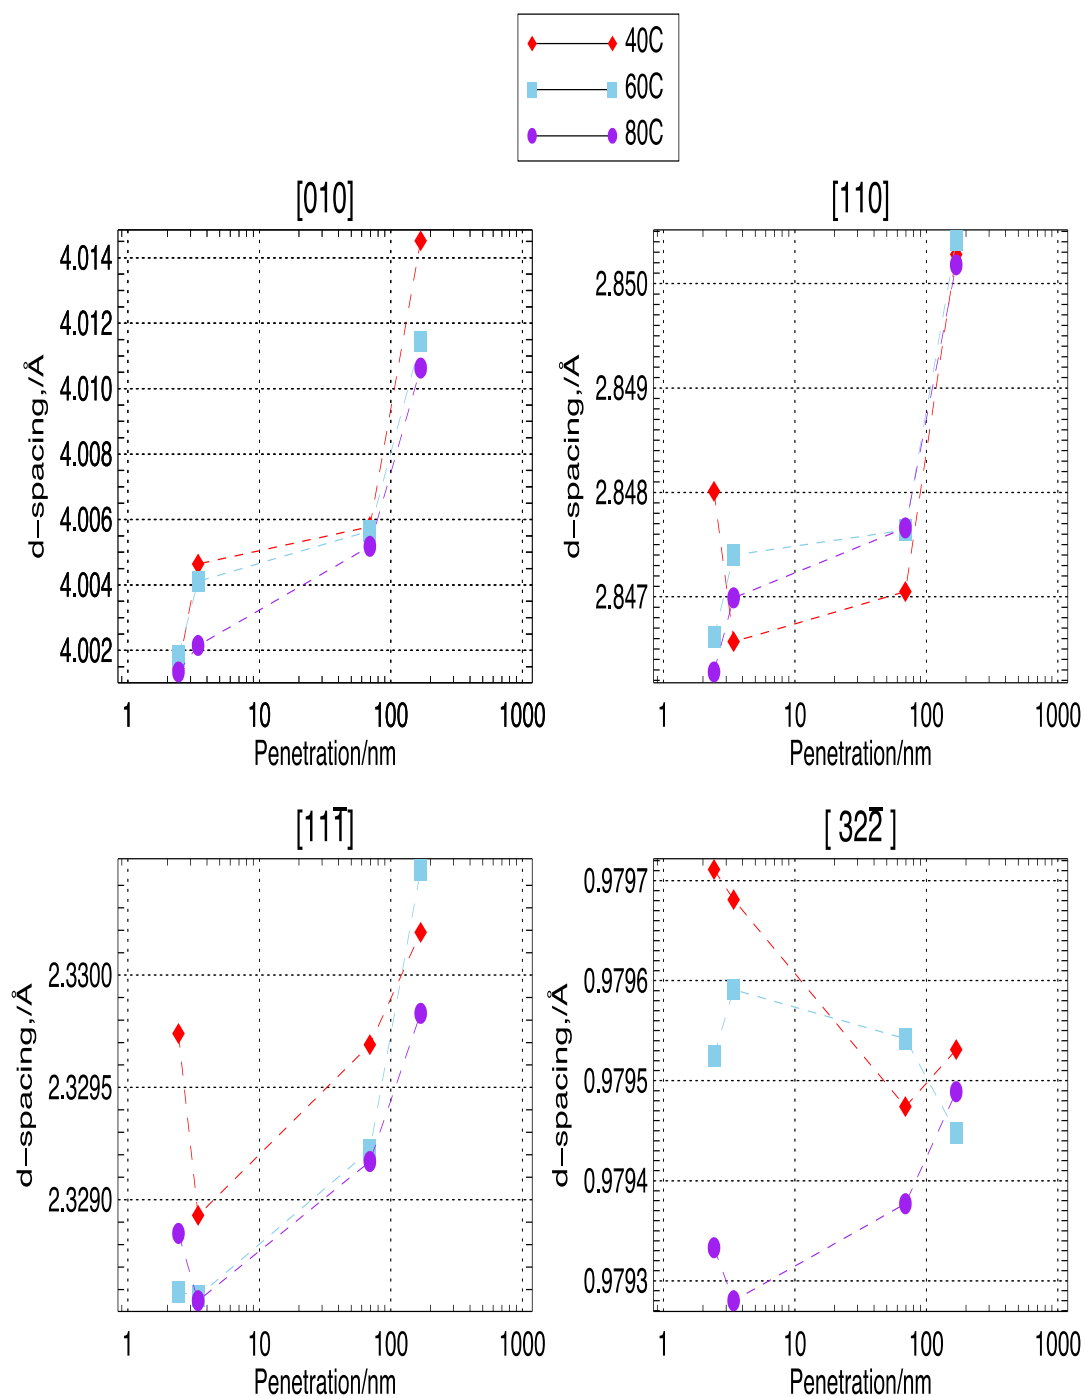 40C
60C
80C
[010]
[110]
4.014
4.012
4.010
4.008
4.006
4.004
4.002
d-spacing,/Å
1 10 100 1000
Penetration/nm
2.850
2.849
2.848
2.847
d-spacing,/Å
1 10 100 1000
Penetration/nm
[111̅]
[ 322̅ ]
2.3300
2.3295
2.3290
d-spacing,/Å
1 10 100 1000
Penetration/nm
0.9797
0.9796
0.9795
0.9794
0.9793
d-spacing,/Å
1 10 100 1000
Penetration/nm